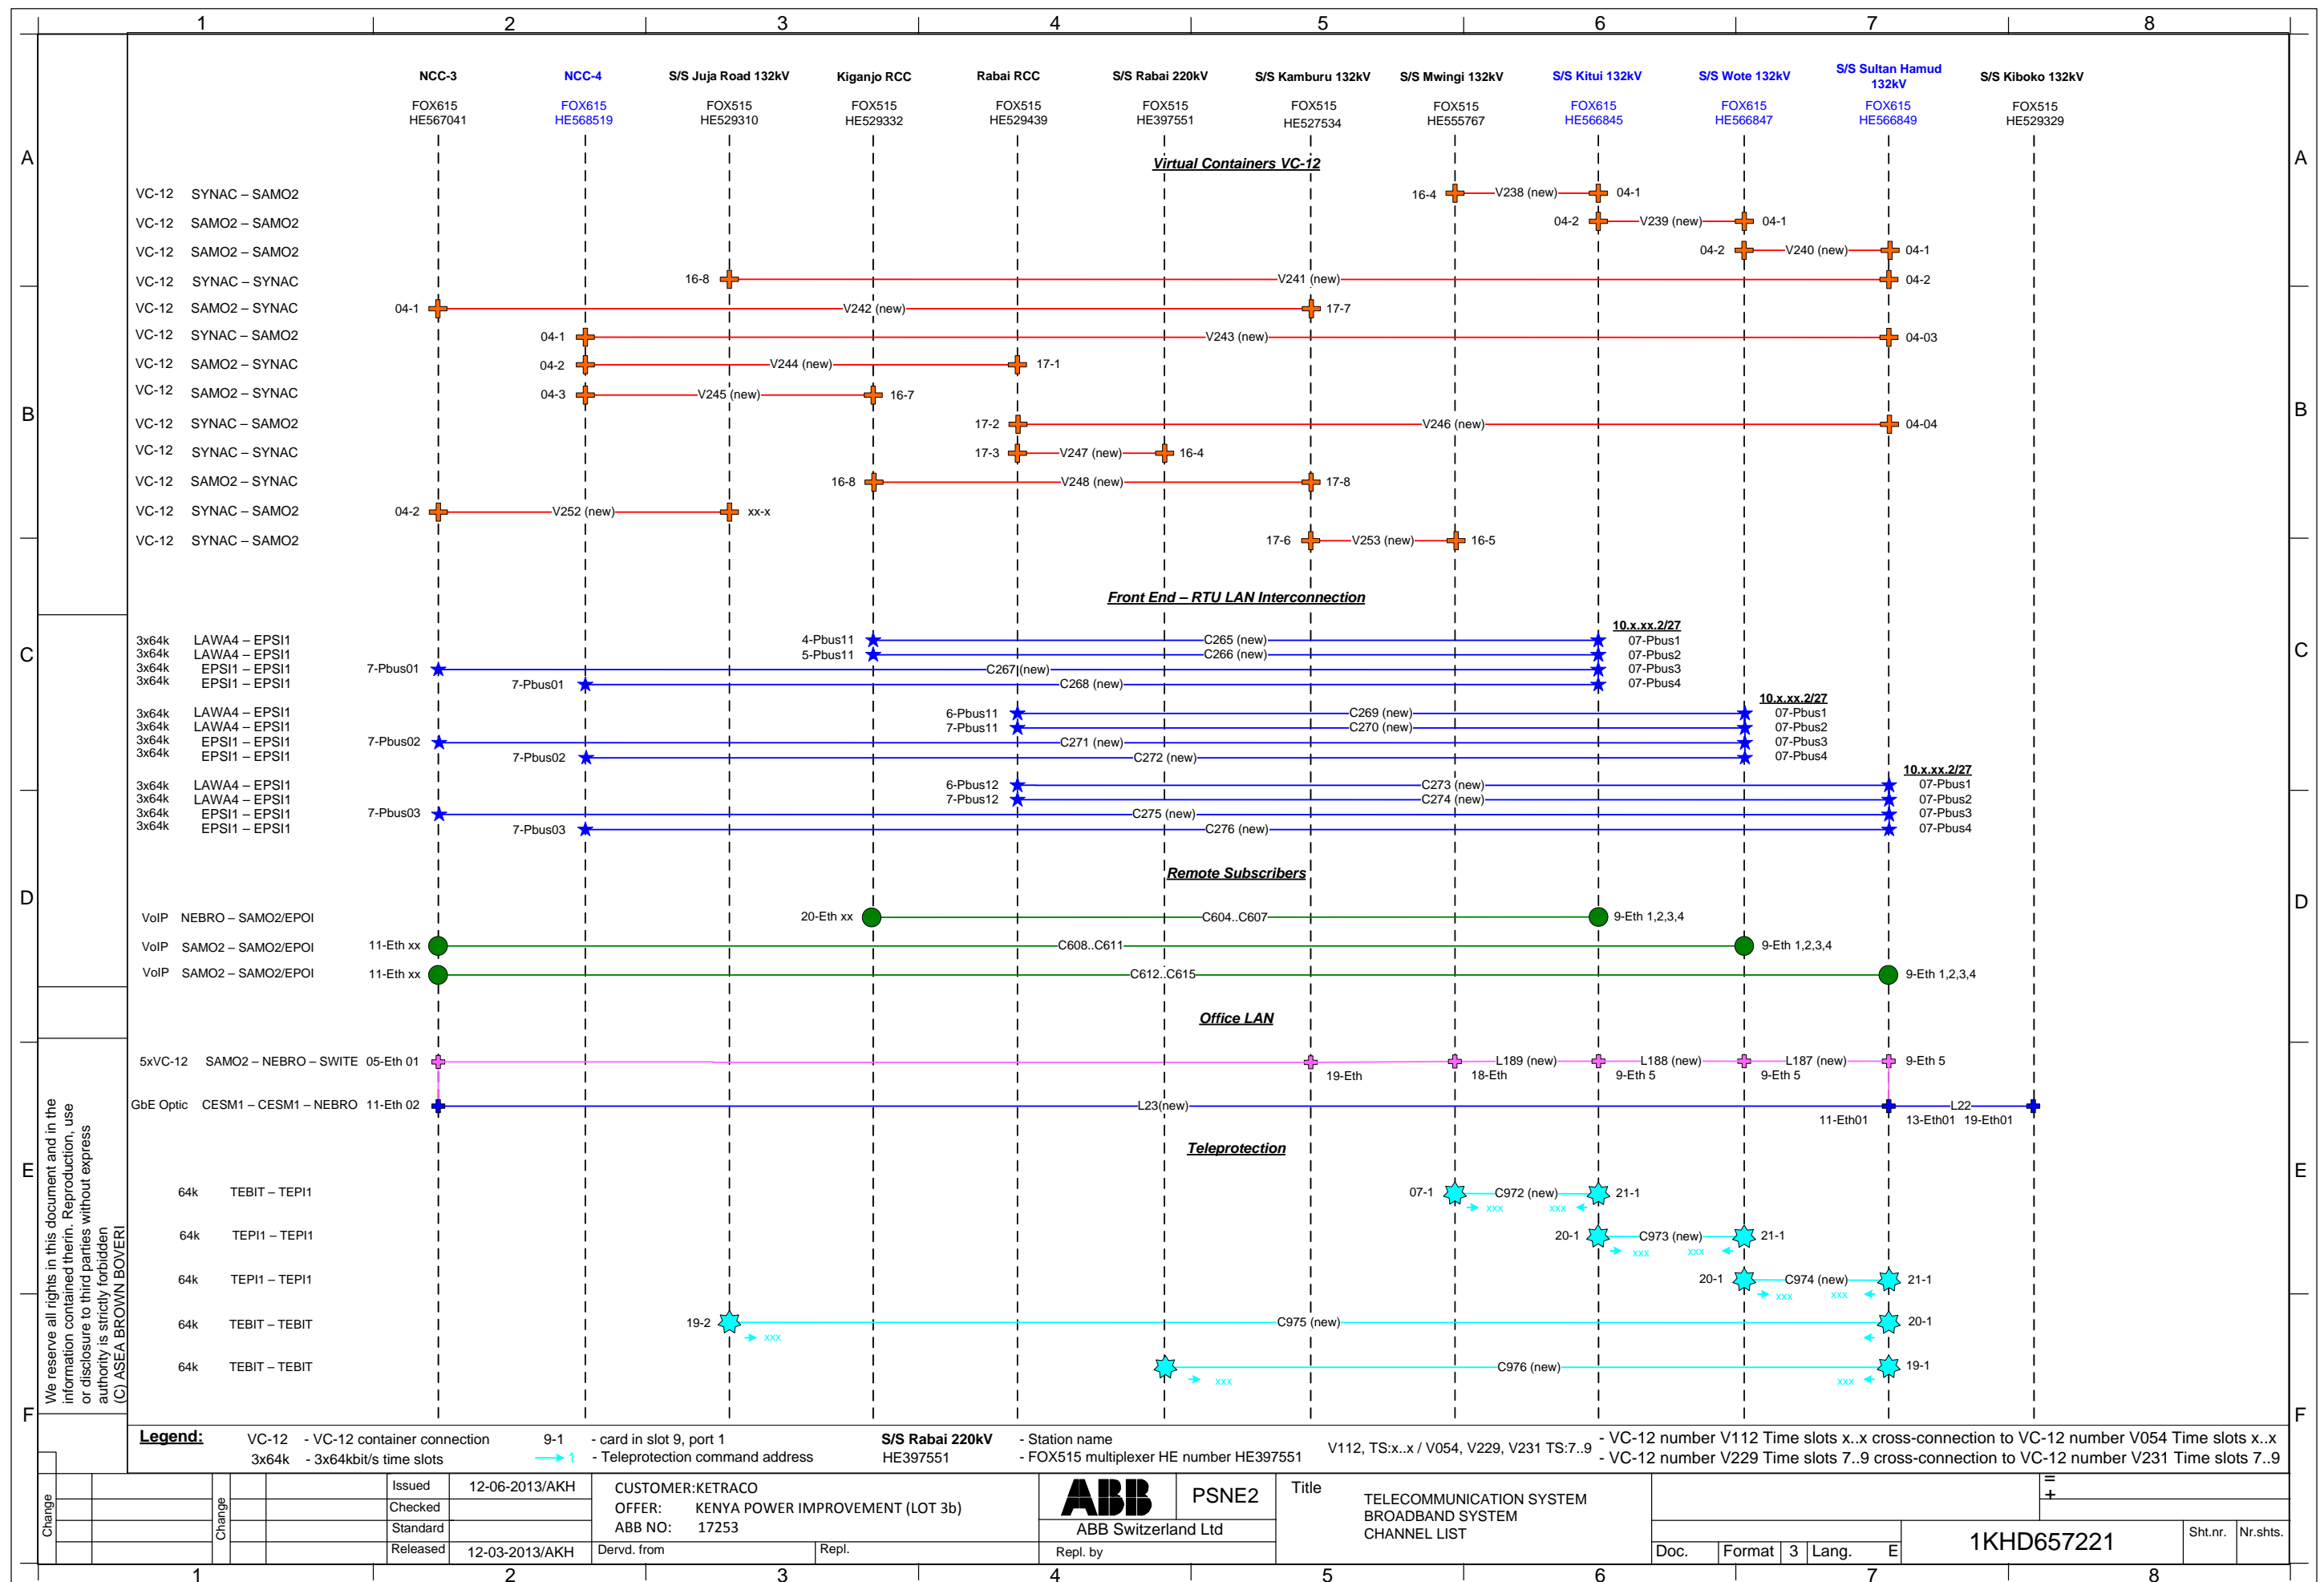 1 2 3 4 5 6 7 8
NCC-3 NCC-4 S/S Juja Road 132kV Kiganjo RCC Rabai RCC S/S Rabai 220kV S/S Kamburu 132kV S/S Mwingi 132kV S/S Kitui 132kV S/S Wote 132kV S/S Sultan Hamud S/S Kiboko 132kV
132kV
FOX615 FOX615 FOX515 FOX515 FOX515 FOX515 FOX515 FOX515 FOX615 FOX615 FOX615 FOX515
HE567041 HE568519 HE529310 HE529332 HE529439 HE397551 HE527534 HE555767 HE566845 HE566847 HE566849 HE529329
A A
Virtual Containers VC-12
VC-12 SYNAC – SAMO2 16-4 V238 (new) 04-1
VC-12 SAMO2 – SAMO2 04-2 V239 (new) 04-1
VC-12 SAMO2 – SAMO2 04-2 V240 (new) 04-1
VC-12 SYNAC – SYNAC 16-8 V241 (new) 04-2
VC-12 SAMO2 – SYNAC 04-1 V242 (new) 17-7
VC-12 SYNAC – SAMO2 04-1 V243 (new) 04-03
VC-12 SAMO2 – SYNAC 04-2 V244 (new) 17-1
VC-12 SAMO2 – SYNAC 04-3 V245 (new) 16-7
B B
VC-12 SYNAC – SAMO2 17-2 V246 (new) 04-04
VC-12 SYNAC – SYNAC 17-3 V247 (new) 16-4
VC-12 SAMO2 – SYNAC 16-8 V248 (new) 17-8
VC-12 SYNAC – SAMO2 04-2 V252 (new) xx-x
VC-12 SYNAC – SAMO2 17-6 V253 (new) 16-5
Front End – RTU LAN Interconnection
10.x.xx.2/27
3x64k LAWA4 – EPSI1 4-Pbus11 C265 (new) 07-Pbus1
3x64k LAWA4 – EPSI1 5-Pbus11 C266 (new) 07-Pbus2
C C
3x64k EPSI1 – EPSI1 7-Pbus01 C267(new) 07-Pbus3
3x64k EPSI1 – EPSI1 7-Pbus01 C268 (new) 07-Pbus4
10.x.xx.2/27
3x64k LAWA4 – EPSI1 6-Pbus11 C269 (new) 07-Pbus1
3x64k LAWA4 – EPSI1 7-Pbus11 C270 (new) 07-Pbus2
3x64k EPSI1 – EPSI1 7-Pbus02 C271 (new) 07-Pbus3
3x64k EPSI1 – EPSI1 7-Pbus02 C272 (new) 07-Pbus4
10.x.xx.2/27
3x64k LAWA4 – EPSI1 6-Pbus12 C273 (new) 07-Pbus1
3x64k LAWA4 – EPSI1 7-Pbus12 C274 (new) 07-Pbus2
3x64k EPSI1 – EPSI1 7-Pbus03 C275 (new) 07-Pbus3
3x64k EPSI1 – EPSI1 7-Pbus03 C276 (new) 07-Pbus4
Remote Subscribers
D D
VoIP NEBRO – SAMO2/EPOI 20-Eth xx C604..C607 9-Eth 1,2,3,4
VoIP SAMO2 – SAMO2/EPOI 11-Eth xx C608..C611 9-Eth 1,2,3,4
VoIP SAMO2 – SAMO2/EPOI 11-Eth xx C612..C615 9-Eth 1,2,3,4
Office LAN
5xVC-12 SAMO2 – NEBRO – SWITE 05-Eth 01 L189 (new) L188 (new) L187 (new) 9-Eth 5
19-Eth 18-Eth 9-Eth 5 9-Eth 5
GbE Optic CESM1 – CESM1 – NEBRO 11-Eth 02 L23(new) L22
11-Eth01 13-Eth01 19-Eth01
Teleprotection
E E
64k TEBIT – TEPI1 07-1 C972 (new) 21-1
xxx xxx
64k TEPI1 – TEPI1 20-1 C973 (new) 21-1
xxx xxx
64k TEPI1 – TEPI1 20-1 C974 (new) 21-1
xxx xxx
64k TEBIT – TEBIT 19-2 C975 (new) 20-1
xxx
64k TEBIT – TEBIT C976 (new) 19-1
xxx xxx
F F
We reserve all rights in this document and in the
information contained therin. Reproduction, use
or disclosure to third parties without express
authority is strictly forbidden
(C) ASEA BROWN BOVERI
Legend: VC-12 - VC-12 container connection 9-1 - card in slot 9, port 1 S/S Rabai 220kV - Station name V112, TS:x..x / V054, V229, V231 TS:7..9 - VC-12 number V112 Time slots x..x cross-connection to VC-12 number V054 Time slots x..x
3x64k - 3x64kbit/s time slots 1 - Teleprotection command address HE397551 - FOX515 multiplexer HE number HE397551 - VC-12 number V229 Time slots 7..9 cross-connection to VC-12 number V231 Time slots 7..9
Change Change
Issued 12-06-2013/AKH
Checked
Standard
Released 12-03-2013/AKH
CUSTOMER:KETRACO
OFFER: KENYA POWER IMPROVEMENT (LOT 3b)
ABB NO: 17253
Dervd. from Repl.
ABB PSNE2
ABB Switzerland Ltd
Repl. by
Title TELECOMMUNICATION SYSTEM
BROADBAND SYSTEM
CHANNEL LIST
=
+
Doc. Format 3 Lang. E
1KHD657221
Sht.nr. Nr.shts.
1 2 3 4 5 6 7 8